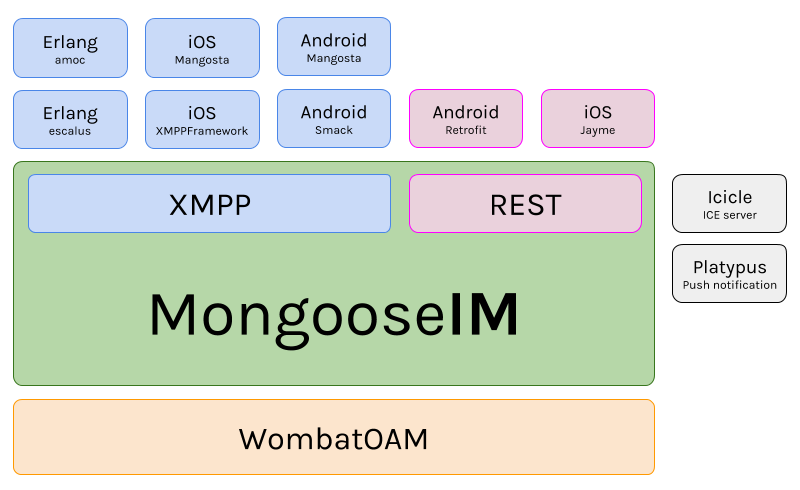 Erlang
amoc
iOS
Mangosta
Android
Mangosta
Erlang
escalus
iOS
XMPPFramework
Android
Smack
Android
Retrofit
iOS
Jayme
XMPP
REST
Icicle
ICE server
Platypus
Push notification
MongooseIM
WombatOAM